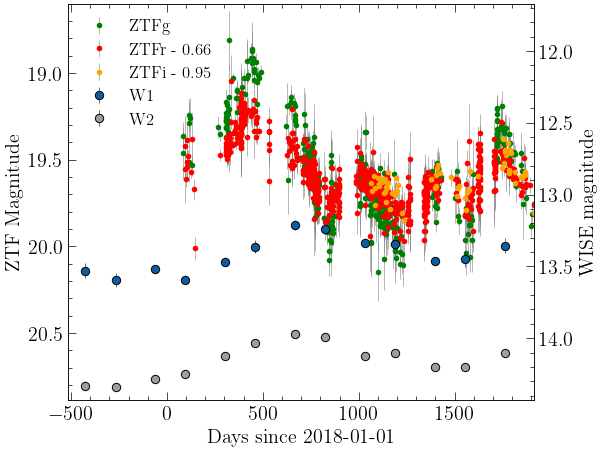 ZTFg
ZTFr - 0.66
ZTFi - 0.95
W1
W2
19.0
19.5
20.0
20.5
ZTF Magnitude
12.0
12.5
13.0
13.5
14.0
WISE magnitude
-500 0 500 1000 1500
Days since 2018-01-01